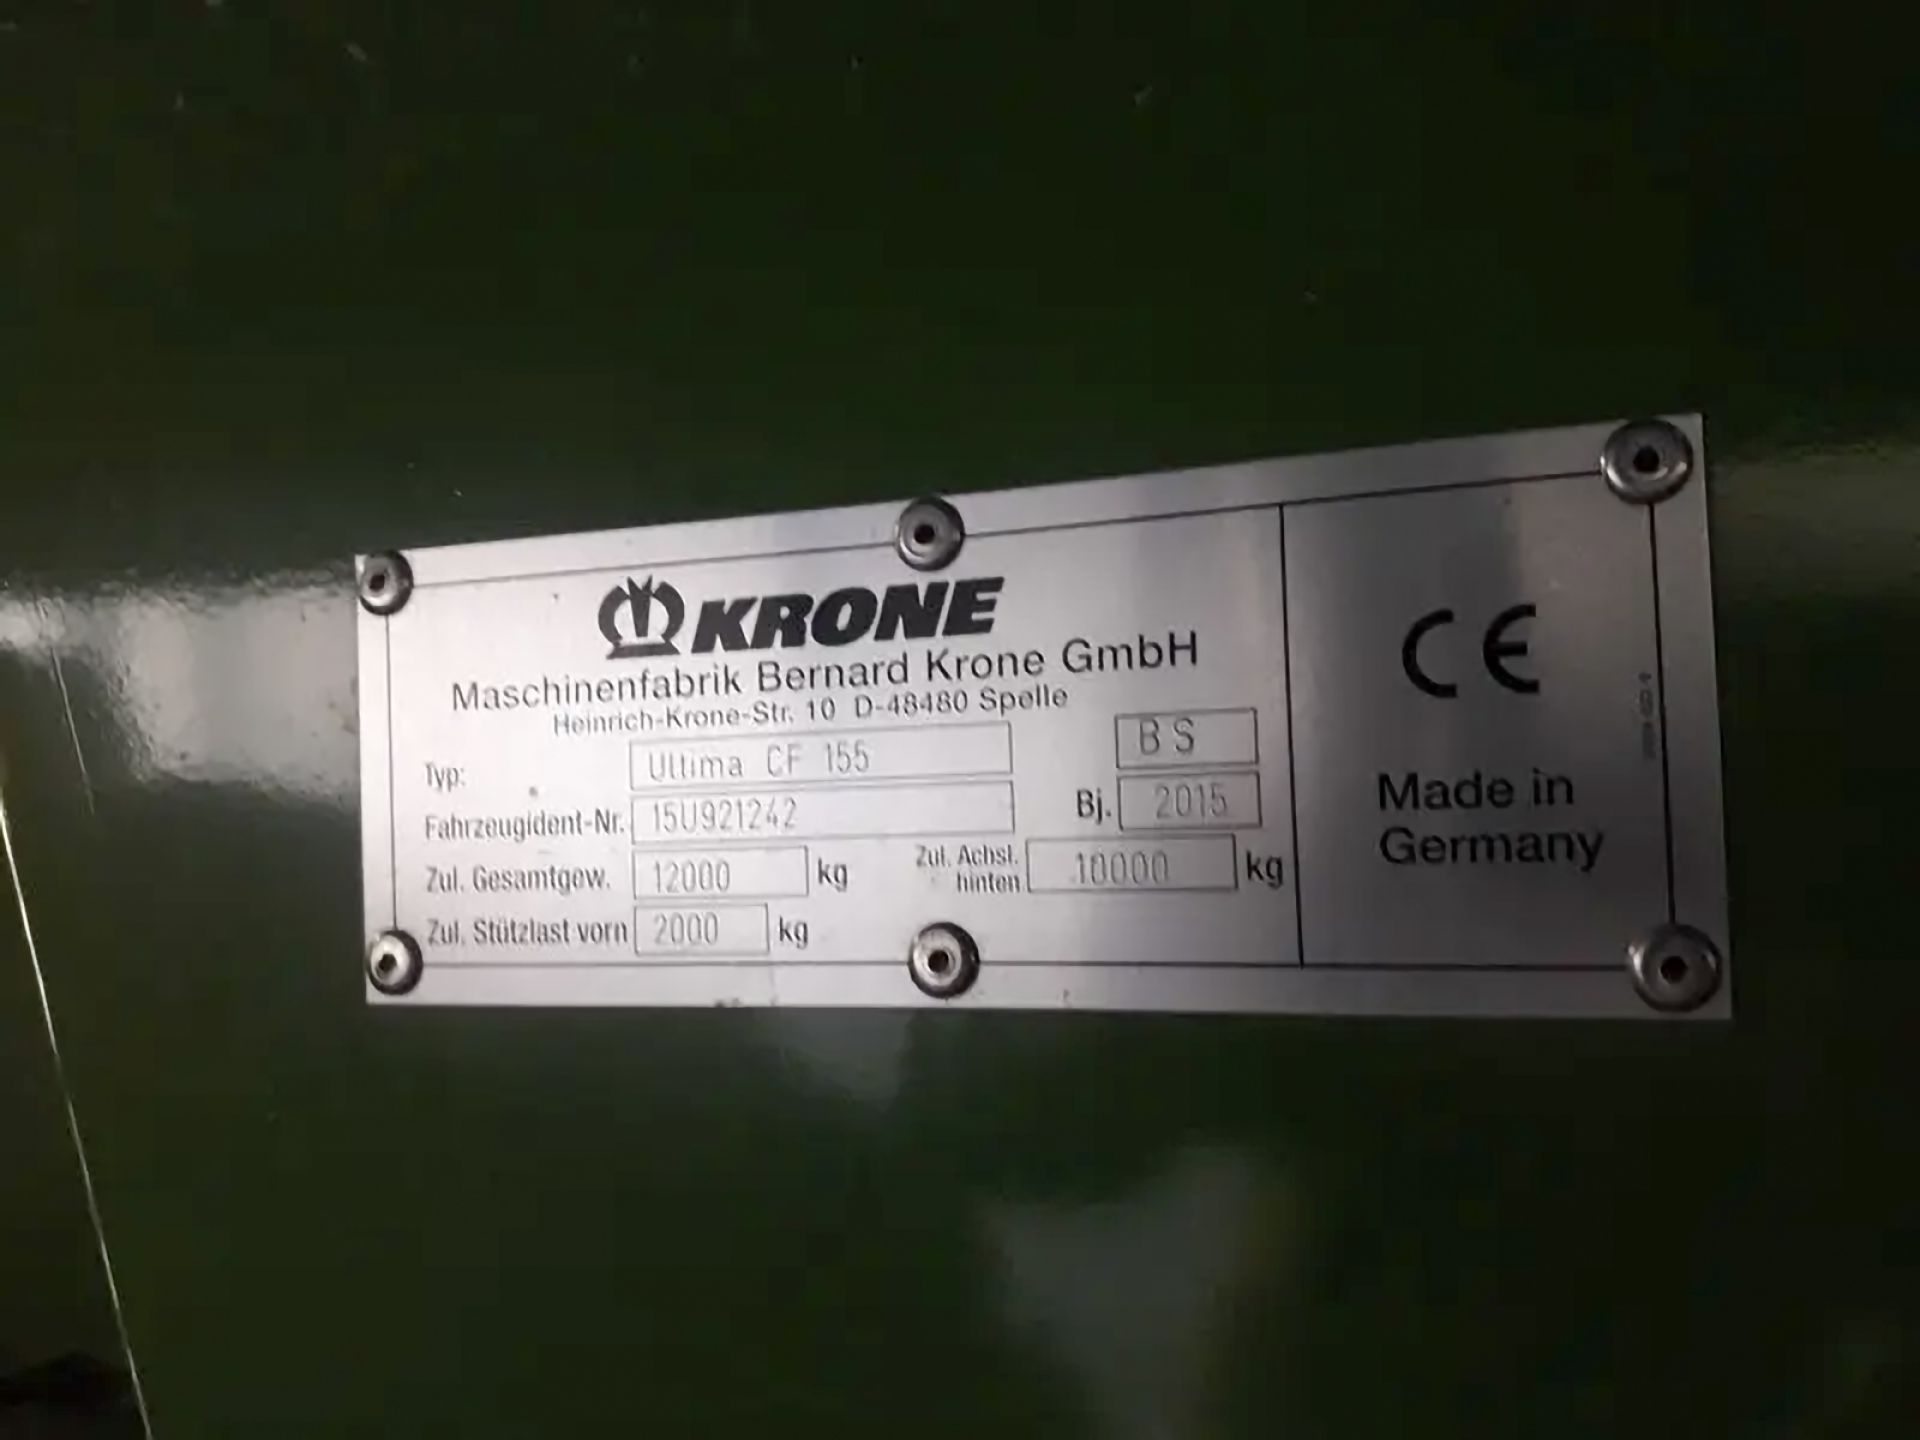 KRONE
Maschinenfabrik Bernard Krone GmbH
Heinrich-Krone-Str. 10 D-48480 Spelle
Typ: Ultima CF 155 BS
Fahrzeugident-Nr. 15U921242 Bj. 2015
Zul. Gesamtgew. 12000 kg Zul. Achsl. hinten 10000 kg
Zul. Stützlast vorn 2000 kg
CE
Made in
Germany